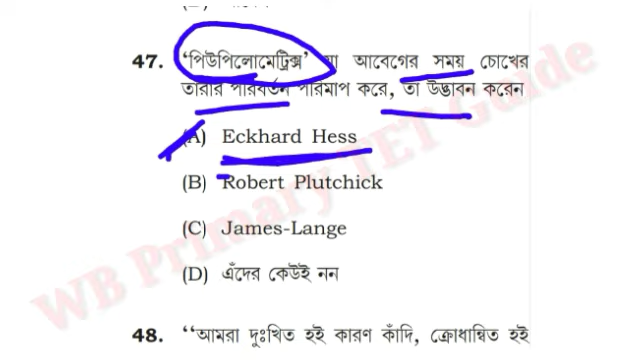 47. ‘পিউপিলোমেট্রিক্স’ যা আবেগের সময় চোখের
তারার পরিবর্তন পরিমাপ করে, তা উদ্ভাবন করেন
(A) Eckhard Hess
(B) Robert Plutchick
(C) James-Lange
(D) এঁদের কেউই নন
48. ‘‘আমরা দুঃখিত হই কারণ কাঁদি, ক্রোধান্বিত হই
WB Primary TET Guide